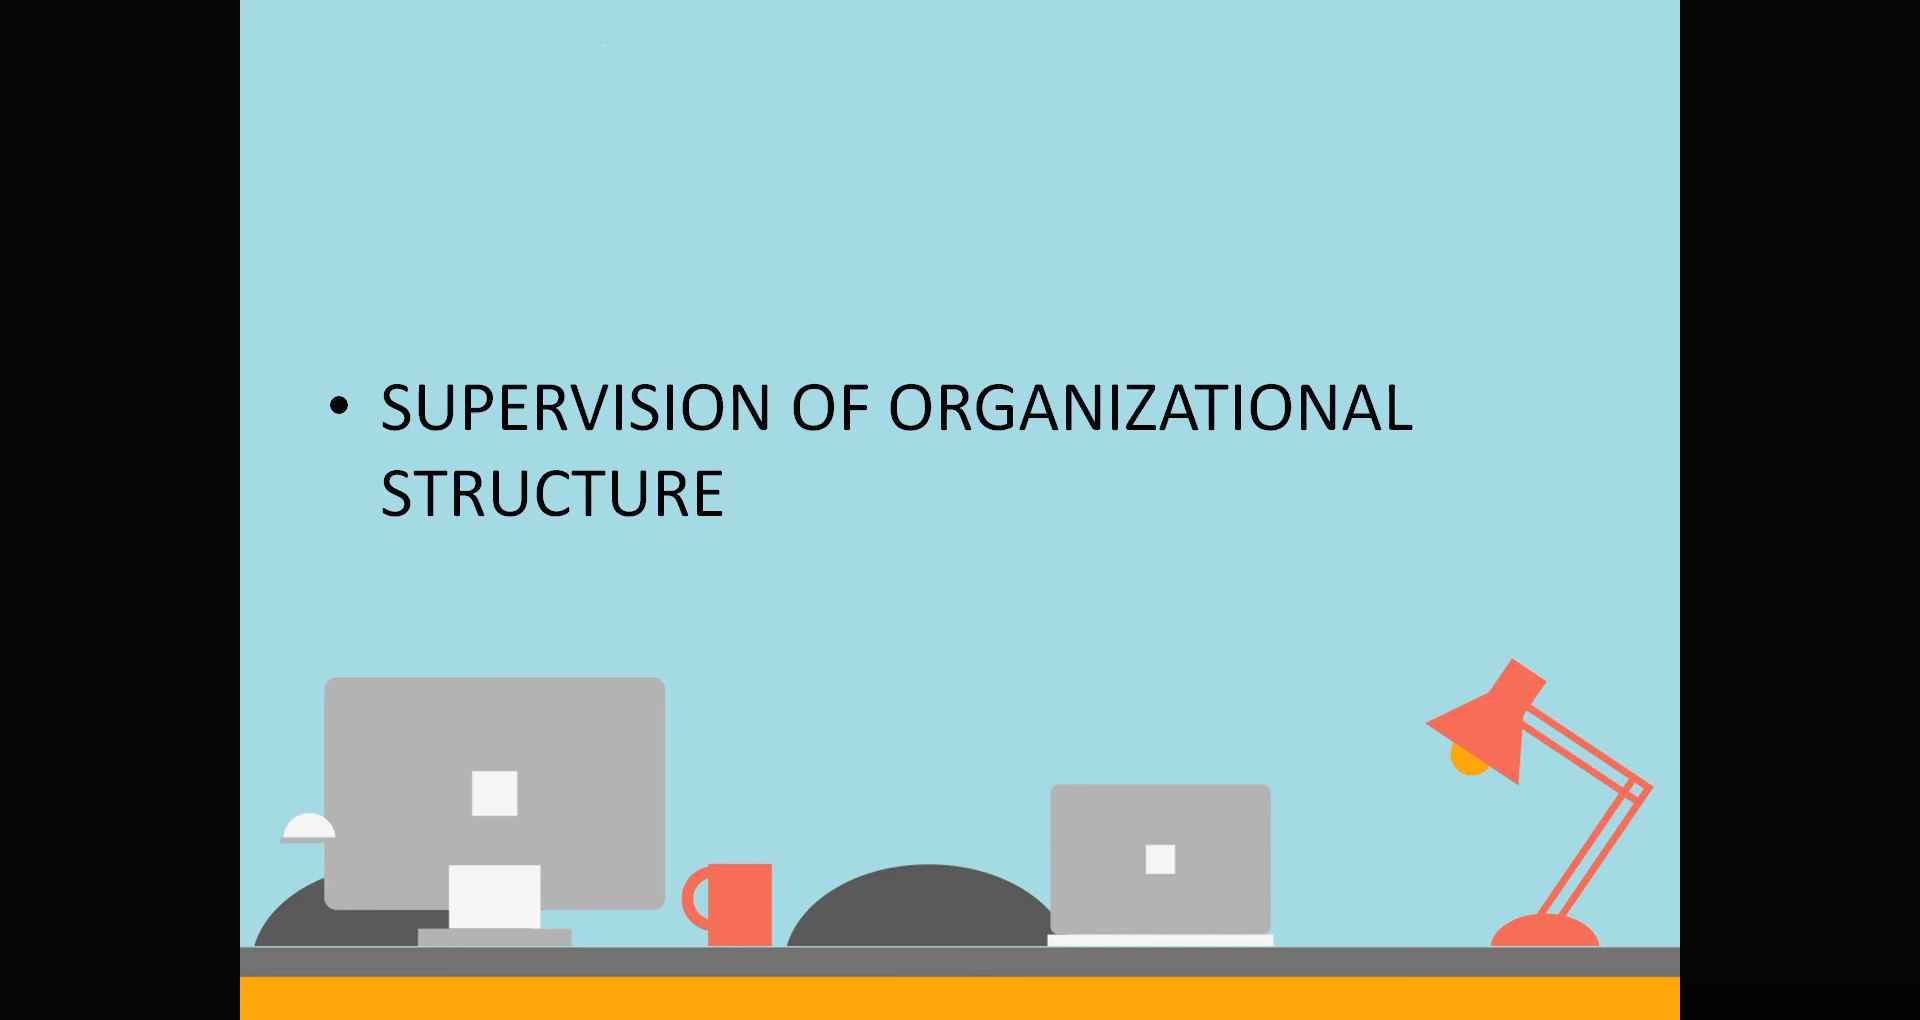 • SUPERVISION OF ORGANIZATIONAL
STRUCTURE